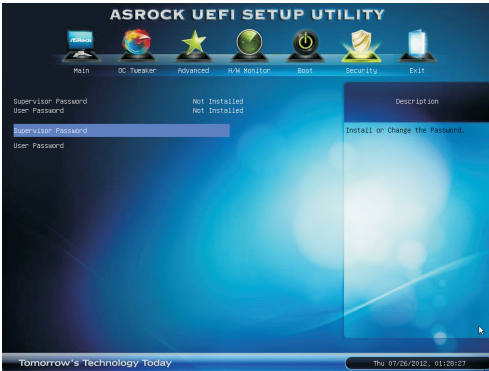 ASROCK UEFI SETUP UTILITY
ASRock
Main OC Tweaker Advanced H/W Monitor Boot Security Exit
Description
Supervisor Password Not Installed
User Password Not Installed
Supervisor Password
Install or Change the Password.
User Password
Tomorrow's Technology Today
Thu 07/26/2012, 01:28:27